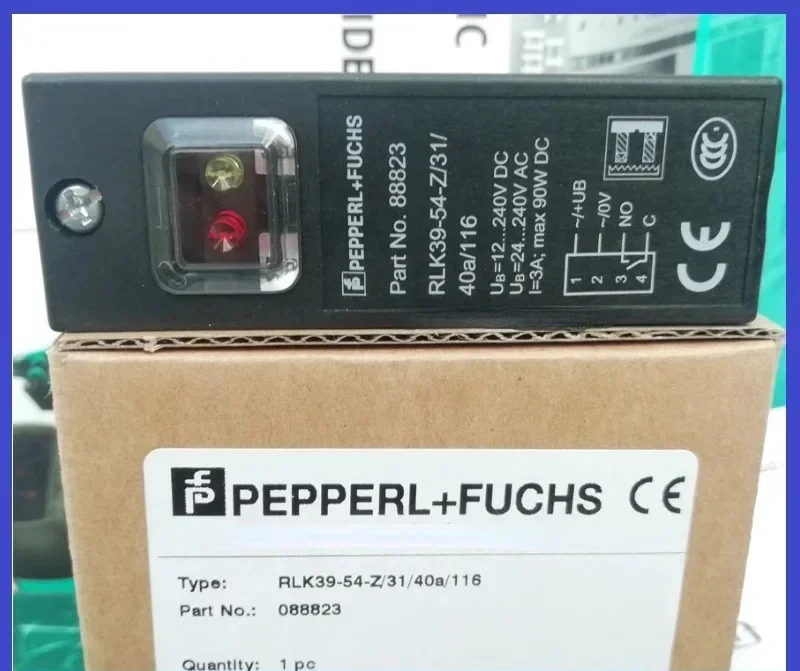 PEPPERL+FUCHS
Part No. 88823
RLK39-54-Z/31/
40a/116
UB=12...240V DC
UB=24...240V AC
I=3A; max 90W DC
1 ~/+UB
2 ~/0V
3 NO
4 C
CCC
CE
PEPPERL+FUCHS CE
Type: RLK39-54-Z/31/40a/116
Part No.: 088823
Quantity: 1 pc